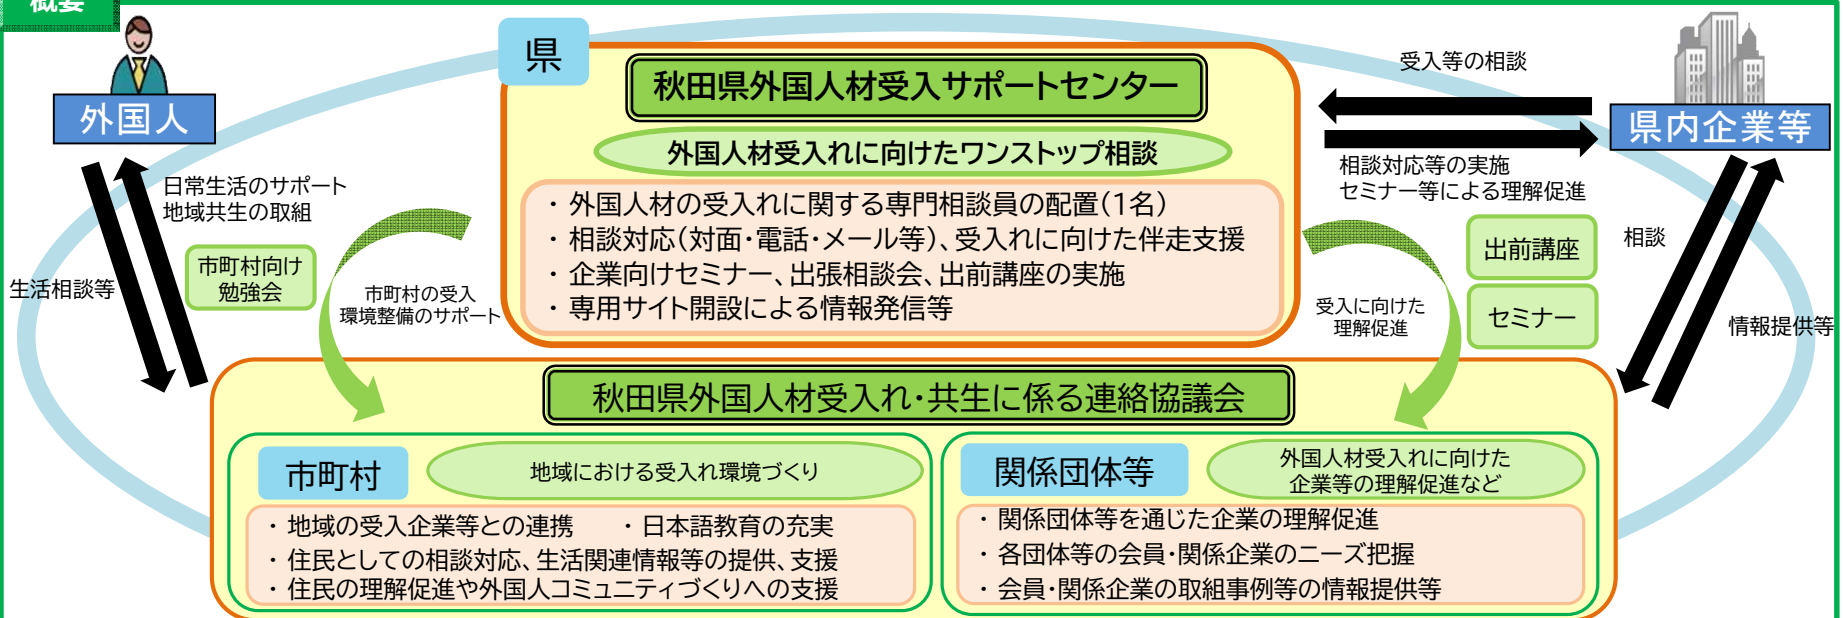 概要
外国人
県
秋田県外国人材受入サポートセンター
外国人材受入れに向けたワンストップ相談
・ 外国人材の受入れに関する専門相談員の配置(1名)
・ 相談対応(対面・電話・メール等)、受入れに向けた伴走支援
・ 企業向けセミナー、出張相談会、出前講座の実施
・ 専用サイト開設による情報発信等
受入等の相談
県内企業等
相談対応等の実施
セミナー等による理解促進
日常生活のサポート
地域共生の取組
市町村向け
勉強会
生活相談等
市町村の受入
環境整備のサポート
受入に向けた
理解促進
出前講座
セミナー
相談
情報提供等
秋田県外国人材受入れ・共生に係る連絡協議会
市町村
地域における受入れ環境づくり
・ 地域の受入企業等との連携 ・ 日本語教育の充実
・ 住民としての相談対応、生活関連情報等の提供、支援
・ 住民の理解促進や外国人コミュニティづくりへの支援
関係団体等
外国人材受入れに向けた
企業等の理解促進など
・ 関係団体等を通じた企業の理解促進
・ 各団体等の会員・関係企業のニーズ把握
・ 会員・関係企業の取組事例等の情報提供等